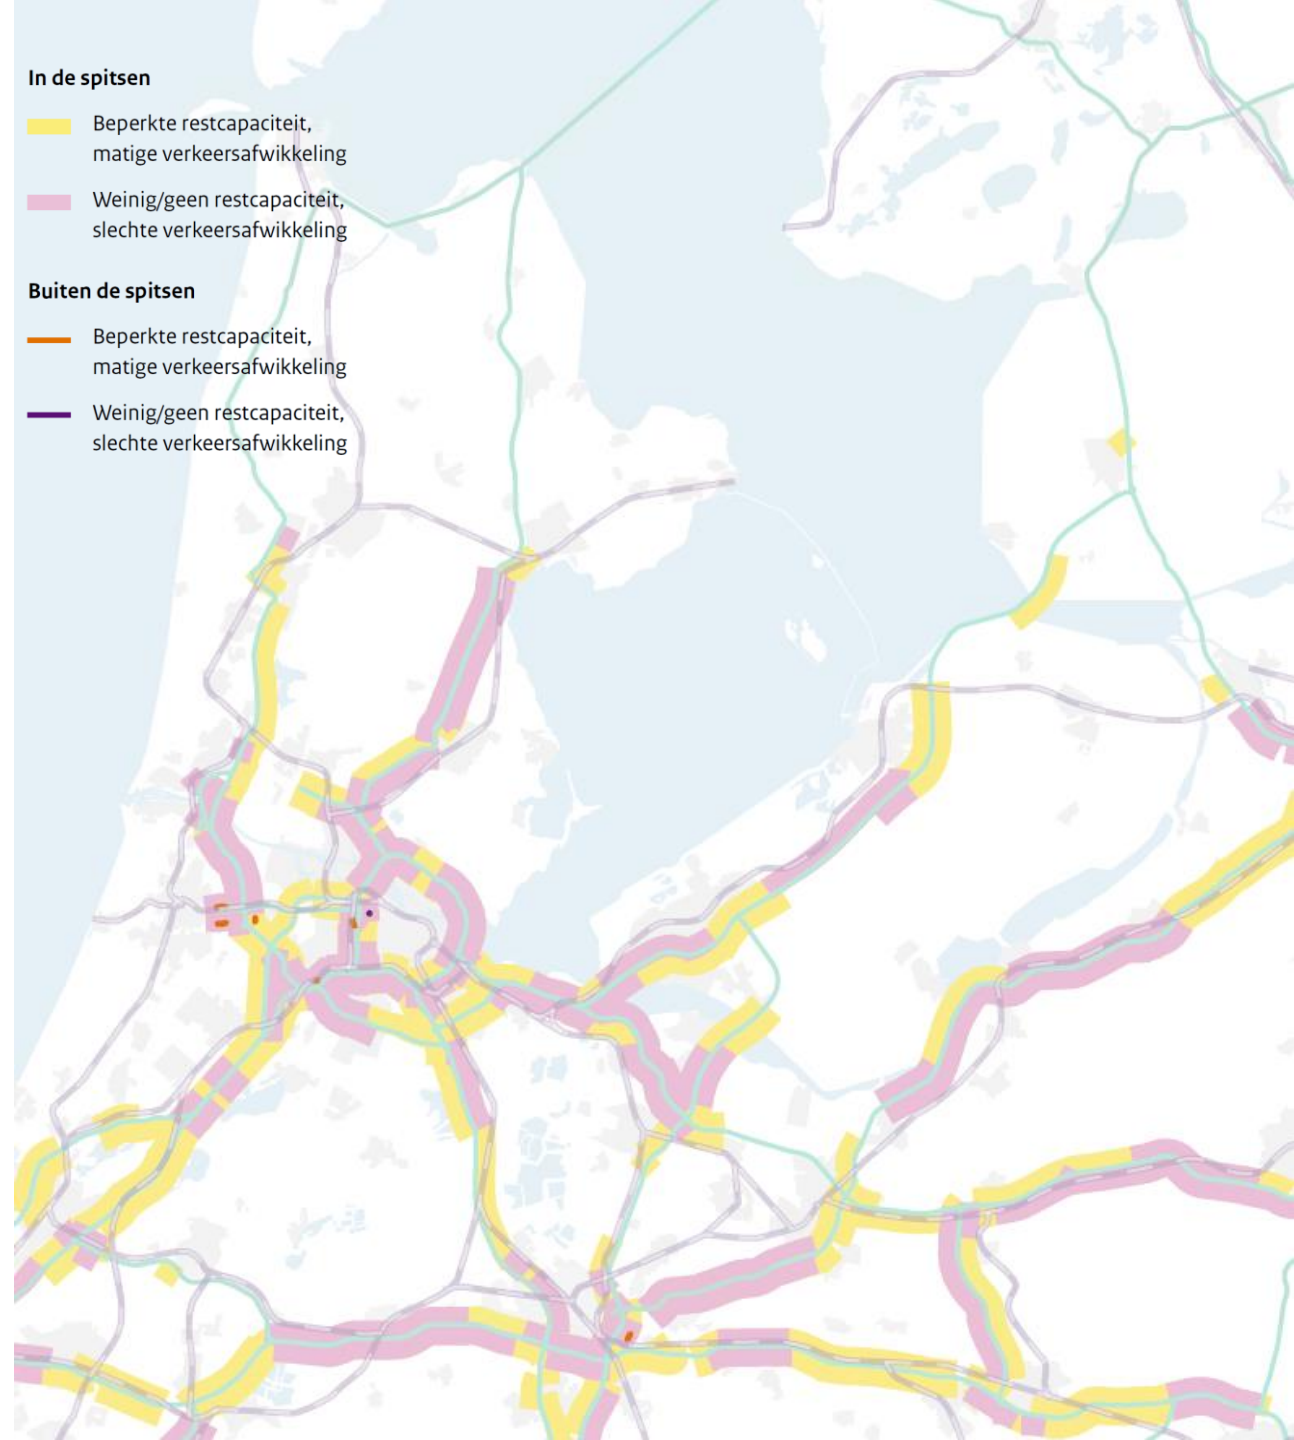 In de spitsen
Beperkte restcapaciteit,
matige verkeersafwikkeling
Weinig/geen restcapaciteit,
slechte verkeersafwikkeling
Buiten de spitsen
Beperkte restcapaciteit,
matige verkeersafwikkeling
Weinig/geen restcapaciteit,
slechte verkeersafwikkeling